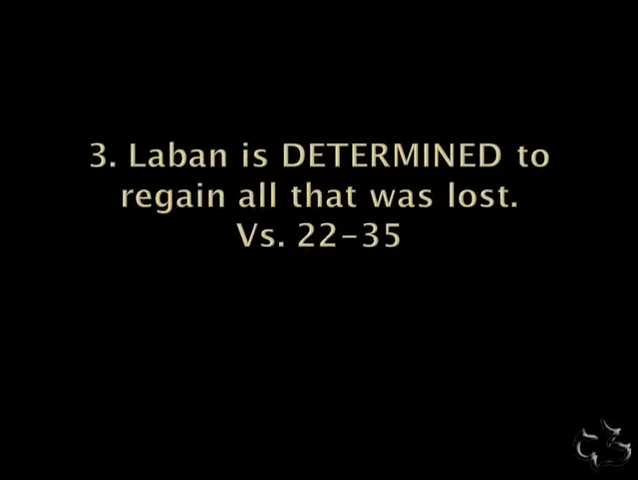 3. Laban is DETERMINED to
regain all that was lost.
Vs. 22-35